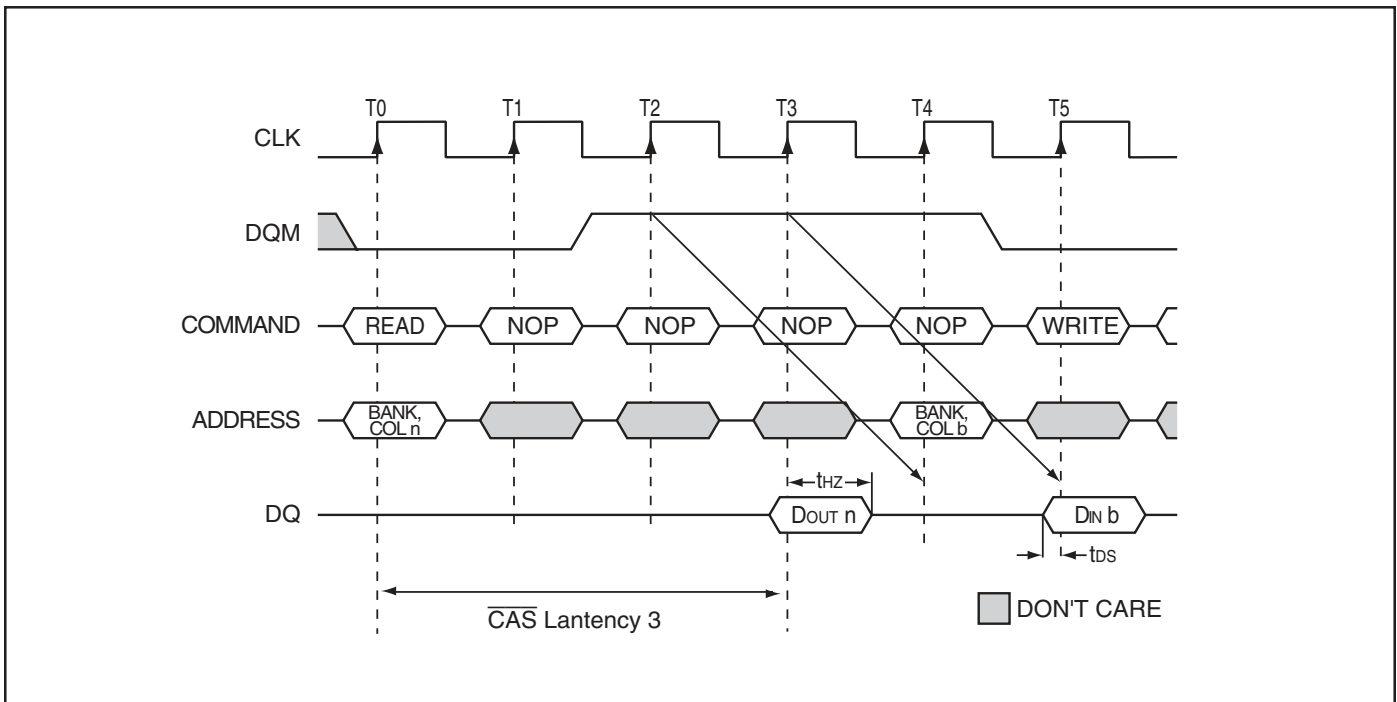 T0 T1 T2 T3 T4 T5
CLK
DQM
COMMAND READ NOP NOP NOP NOP WRITE
ADDRESS BANK, COL n BANK, COL b
tHZ
DQ DOUT n DIN b
tDS
CAS Lantency 3
DON'T CARE